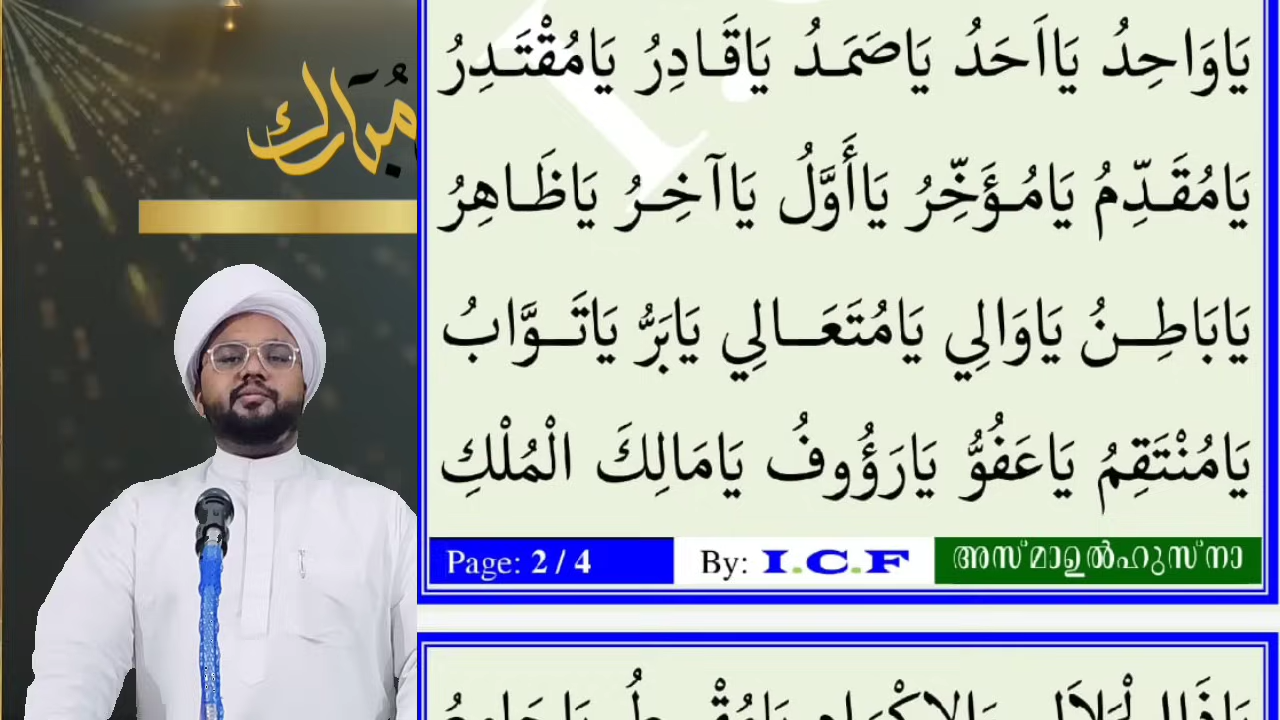 مبارك
يَاوَاحِدُ يَااَحَدُ يَاصَمَدُ يَاقَادِرُ يَامُقْتَدِرُ
يَامُقَدِّمُ يَامُؤَخِّرُ يَاأَوَّلُ يَاآخِرُ يَاظَاهِرُ
يَابَاطِنُ يَاوَالِي يَامُتَعَالِي يَابَرُّ يَاتَوَّابُ
يَامُنْتَقِمُ يَاعَفُوُّ يَارَؤُوفُ يَامَالِكَ الْمُلْكِ
Page: 2 / 4 By: I.C.F അസ്മാഉൽഹുസ്നാ